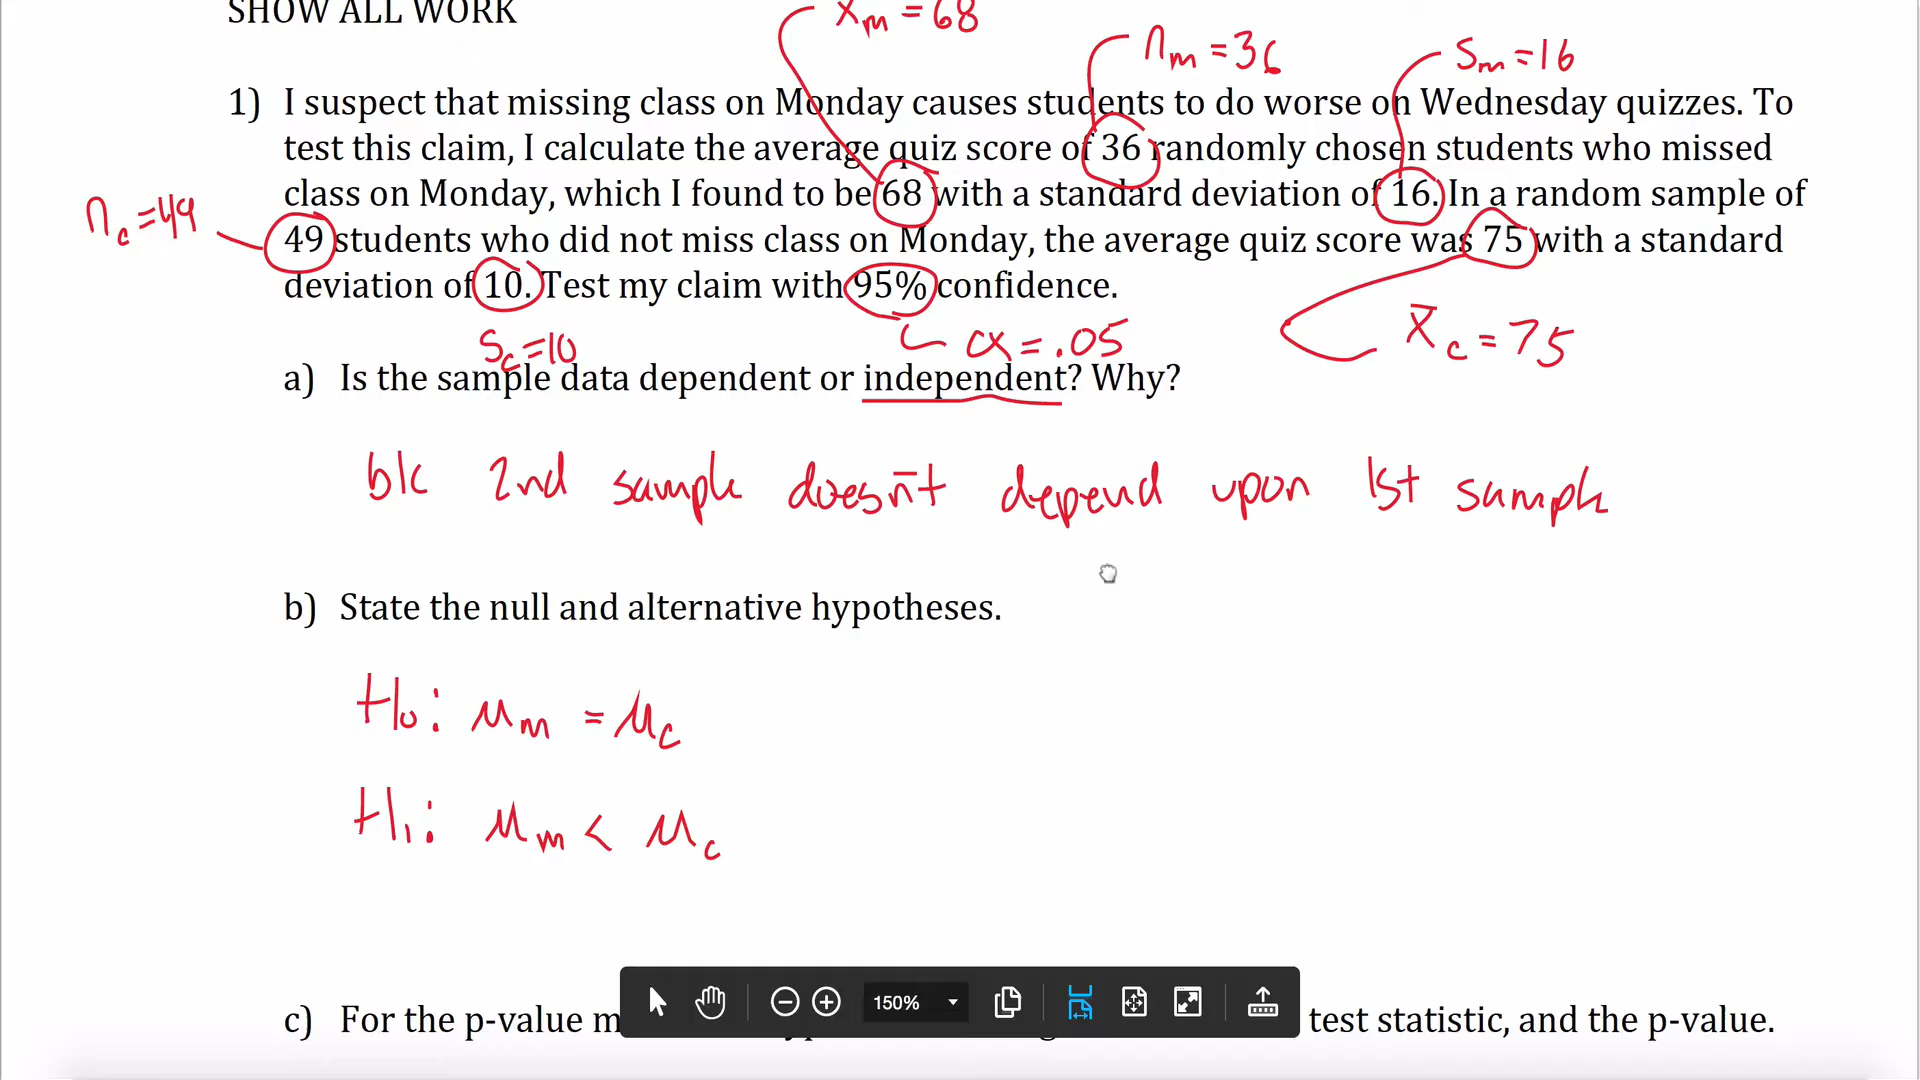 SHOW ALL WORK
x̄m = 68
nm = 36
sm = 16
1) I suspect that missing class on Monday causes students to do worse on Wednesday quizzes. To
test this claim, I calculate the average quiz score of 36 randomly chosen students who missed
class on Monday, which I found to be 68 with a standard deviation of 16. In a random sample of
nc = 49
49 students who did not miss class on Monday, the average quiz score was 75 with a standard
deviation of 10. Test my claim with 95% confidence.
sc = 10
α = .05
x̄c = 75
a) Is the sample data dependent or independent? Why?
b/c 2nd sample doesn't depend upon 1st sample
b) State the null and alternative hypotheses.
H0: μm = μc
H1: μm < μc
150%
c) For the p-value m test statistic, and the p-value.